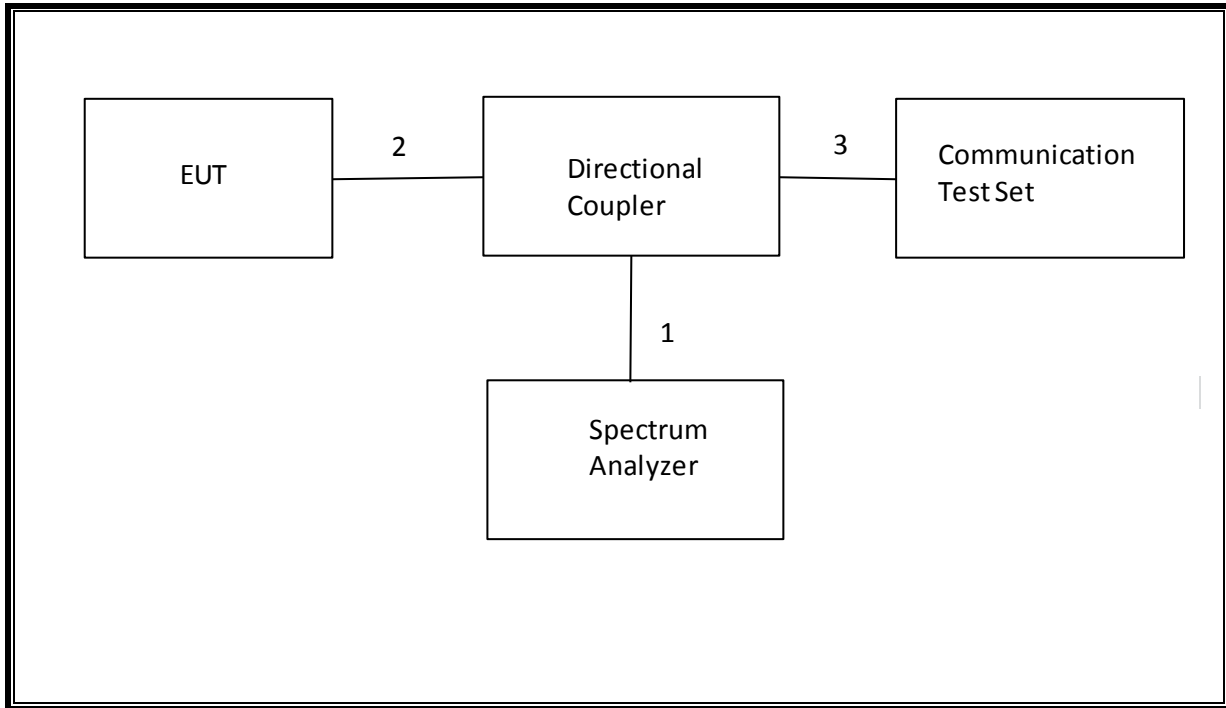 EUT
2
Directional
Coupler
3
Communication
Test Set
1
Spectrum
Analyzer